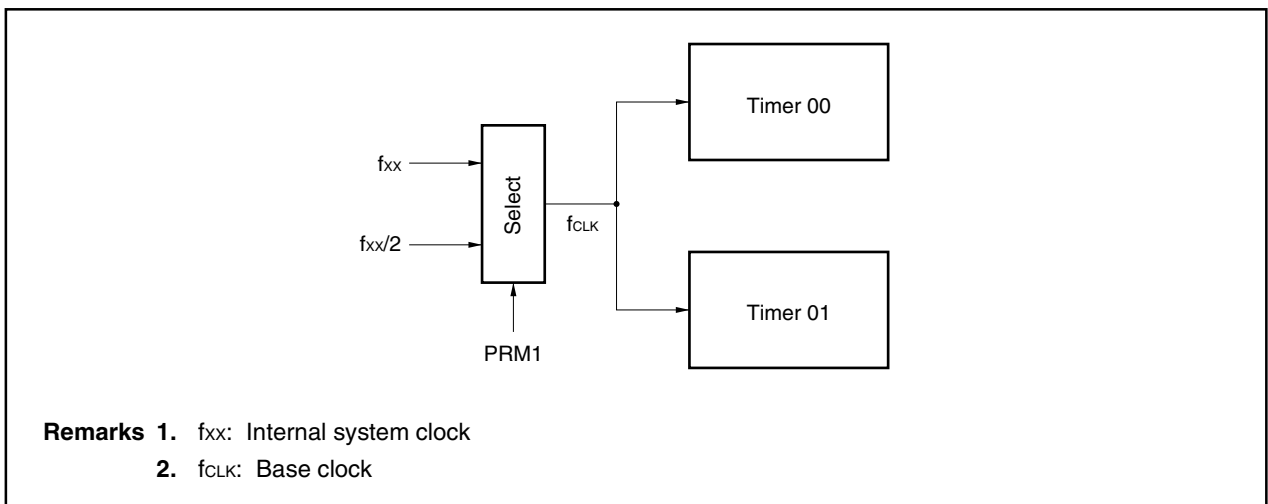 Timer 00
fxx
Select
fCLK
fxx/2
Timer 01
PRM1
Remarks 1. fxx: Internal system clock
2. fCLK: Base clock